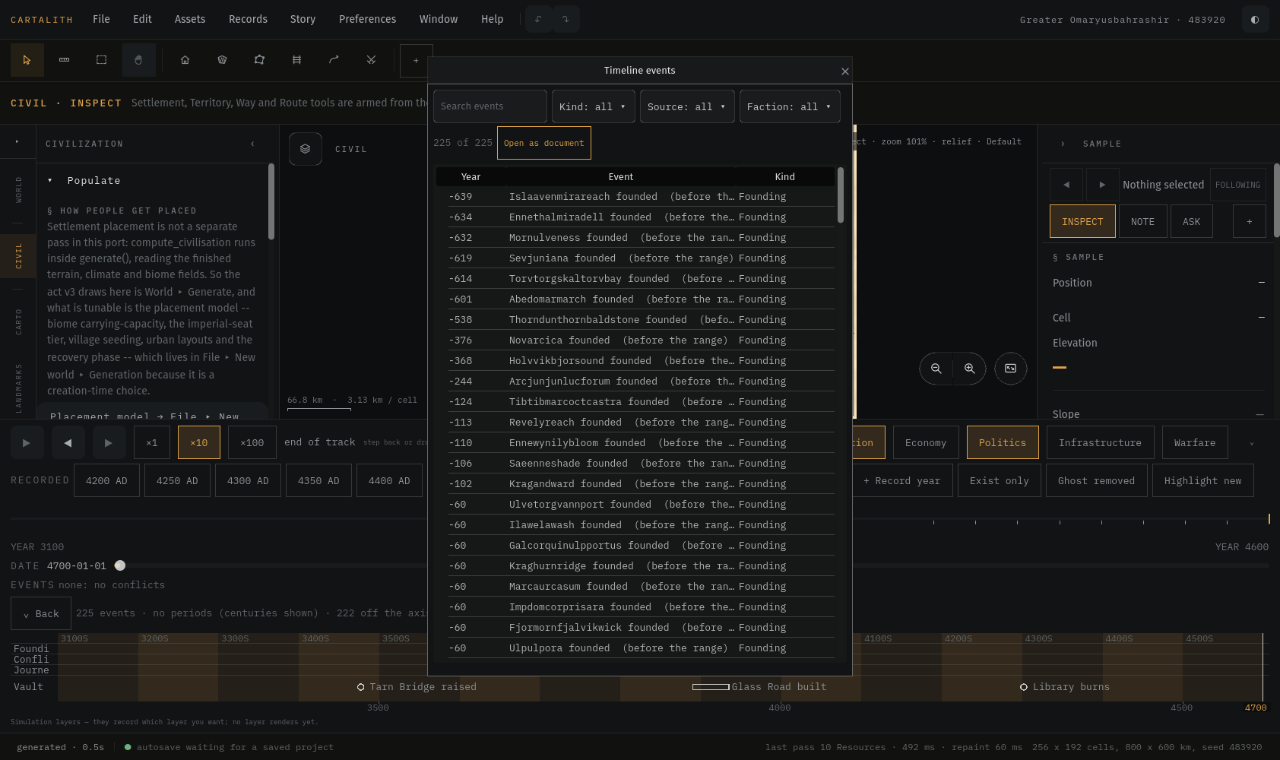 CARTALITH File Edit Assets Records Story Preferences Window Help Greater Omaryusbahrashir · 483920
CIVIL · INSPECT Settlement, Territory, Way and Route tools are armed from th
Timeline events
Search events Kind: all Source: all Faction: all
225 of 225 Open as document
Year Event Kind
-639 Islaavenmirareach founded (before th… Founding
-634 Ennethalmiradell founded (before the… Founding
-632 Mornulveness founded (before the ran… Founding
-619 Sevjuniana founded (before the range) Founding
-614 Torvtorgskaltorvbay founded (before … Founding
-601 Abedomarmarch founded (before the ra… Founding
-538 Thorndunthornbaldstone founded (befo… Founding
-376 Novarcica founded (before the range) Founding
-368 Holvvikbjorsound founded (before the… Founding
-244 Arcjunjunlucforum founded (before th… Founding
-124 Tibtibmarcoctcastra founded (before … Founding
-113 Revelyreach founded (before the rang… Founding
-110 Ennewynilybloom founded (before the … Founding
-106 Saeenneshade founded (before the ran… Founding
-102 Kragandward founded (before the rang… Founding
-60 Ulvetorgvannport founded (before the… Founding
-60 Ilawelawash founded (before the rang… Founding
-60 Galcorquinulpportus founded (before … Founding
-60 Kraghurnridge founded (before the ra… Founding
-60 Marcaurcasum founded (before the ran… Founding
-60 Impdomcorprisara founded (before the… Founding
-60 Fjormornfjalvikwick founded (before … Founding
-60 Ulpulpora founded (before the range) Founding
WORLD
CIVIL
CARTO
LANDMARKS
CIVILIZATION
Populate
§ HOW PEOPLE GET PLACED
Settlement placement is not a separate
pass in this port: compute_civilisation runs
inside generate(), reading the finished
terrain, climate and biome fields. So the
act v3 draws here is World ▸ Generate, and
what is tunable is the placement model --
biome carrying-capacity, the imperial-seat
tier, village seeding, urban layouts and the
recovery phase -- which lives in File ▸ New
world ▸ Generation because it is a
creation-time choice.
Placement model → File ▸ New
CIVIL
66.8 km · 3.13 km / cell
ct · zoom 101% · relief · Default
SAMPLE
Nothing selected FOLLOWING
INSPECT NOTE ASK +
§ SAMPLE
Position —
Cell —
Elevation
Slope —
×1 ×10 ×100 end of track step back or dr
tion Economy Politics Infrastructure Warfare
RECORDED 4200 AD 4250 AD 4300 AD 4350 AD 4400 AD
+ Record year Exist only Ghost removed Highlight new
YEAR 3100 YEAR 4600
DATE 4700-01-01
EVENTS none: no conflicts
Back 225 events · no periods (centuries shown) · 222 off the axi
3100S 3200S 3300S 3400S 3500S 4100S 4200S 4300S 4400S 4500S
Foundi
Confli
Journe
Vault Tarn Bridge raised Glass Road built Library burns
3500 4000 4500 4700
Simulation layers — they record which layer you want; no layer renders yet.
generated · 0.5s autosave waiting for a saved project last pass 10 Resources · 492 ms · repaint 60 ms 256 x 192 cells, 800 x 600 km, seed 483920